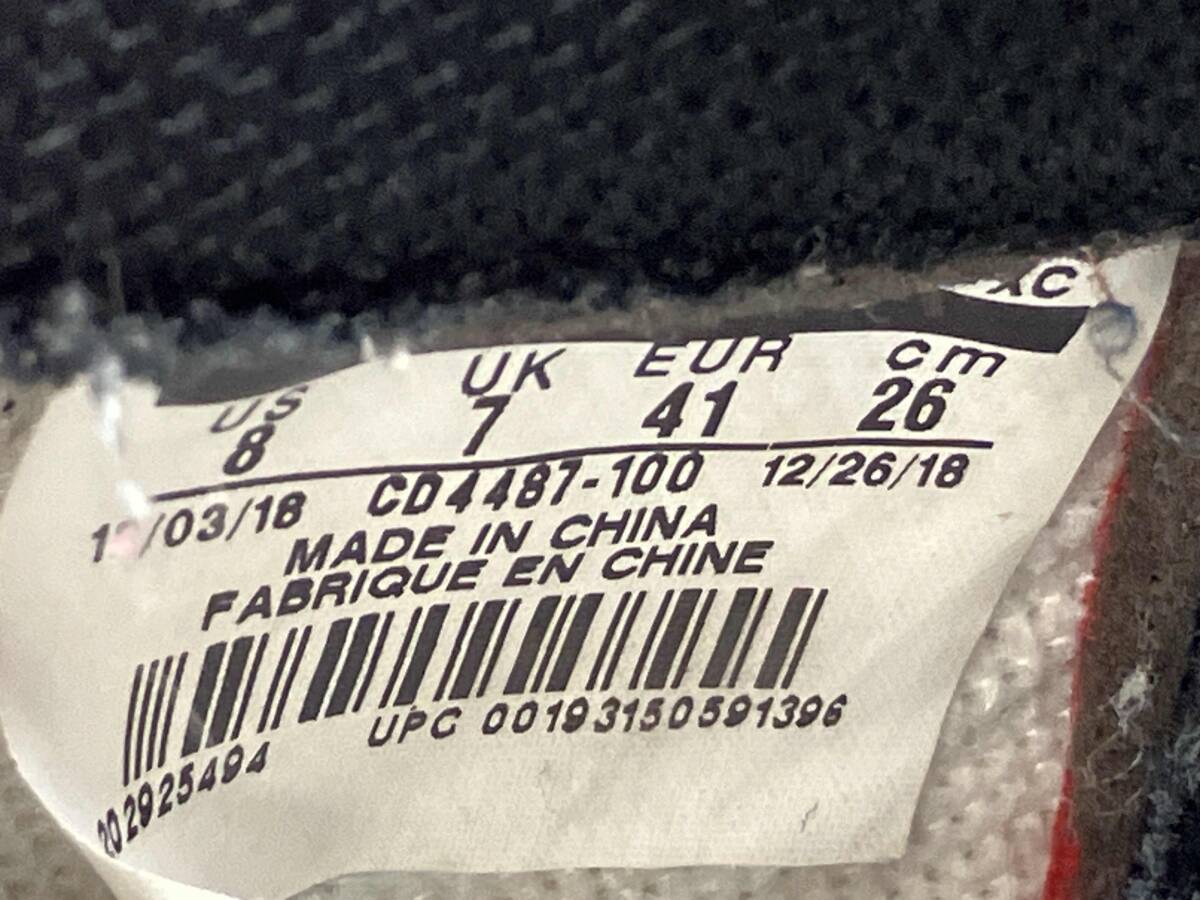 XC
US UK EUR cm
8 7 41 26
/03/18 CD4487-100 12/26/18
MADE IN CHINA
FABRIQUE EN CHINE
UPC 00193150591396
202925494